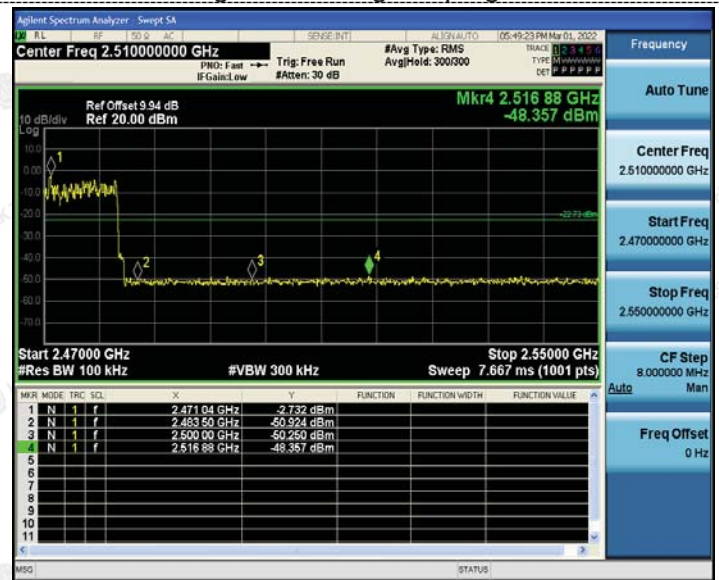 Agilent Spectrum Analyzer - Swept SA
RL RF 50 Ω AC SENSE:INT ALIGN AUTO 05:49:23 PM Mar 01, 2022
Center Freq 2.510000000 GHz
PNO: Fast
IFGain:Low
Trig: Free Run
#Atten: 30 dB
#Avg Type: RMS
Avg|Hold: 300/300
TRACE 1 2 3 4 5 6
TYPE M
DET P P P P P P
Ref Offset 9.94 dB
Ref 20.00 dBm
10 dB/div
Log
Mkr4 2.516 88 GHz
-48.357 dBm
10.0
0.00
-10.0
-20.0
-30.0
-40.0
-50.0
-60.0
-70.0
1
2
3
4
-22.73 dBm
Start 2.47000 GHz Stop 2.55000 GHz
#Res BW 100 kHz #VBW 300 kHz Sweep 7.667 ms (1001 pts)
MKR MODE TRC SCL X Y FUNCTION FUNCTION WIDTH FUNCTION VALUE
1 N 1 f 2.471 04 GHz -2.732 dBm
2 N 1 f 2.483 50 GHz -50.924 dBm
3 N 1 f 2.500 00 GHz -50.250 dBm
4 N 1 f 2.516 88 GHz -48.357 dBm
5
6
7
8
9
10
11
MSG STATUS
Frequency
Auto Tune
Center Freq
2.510000000 GHz
Start Freq
2.470000000 GHz
Stop Freq
2.550000000 GHz
CF Step
8.000000 MHz
Auto Man
Freq Offset
0 Hz